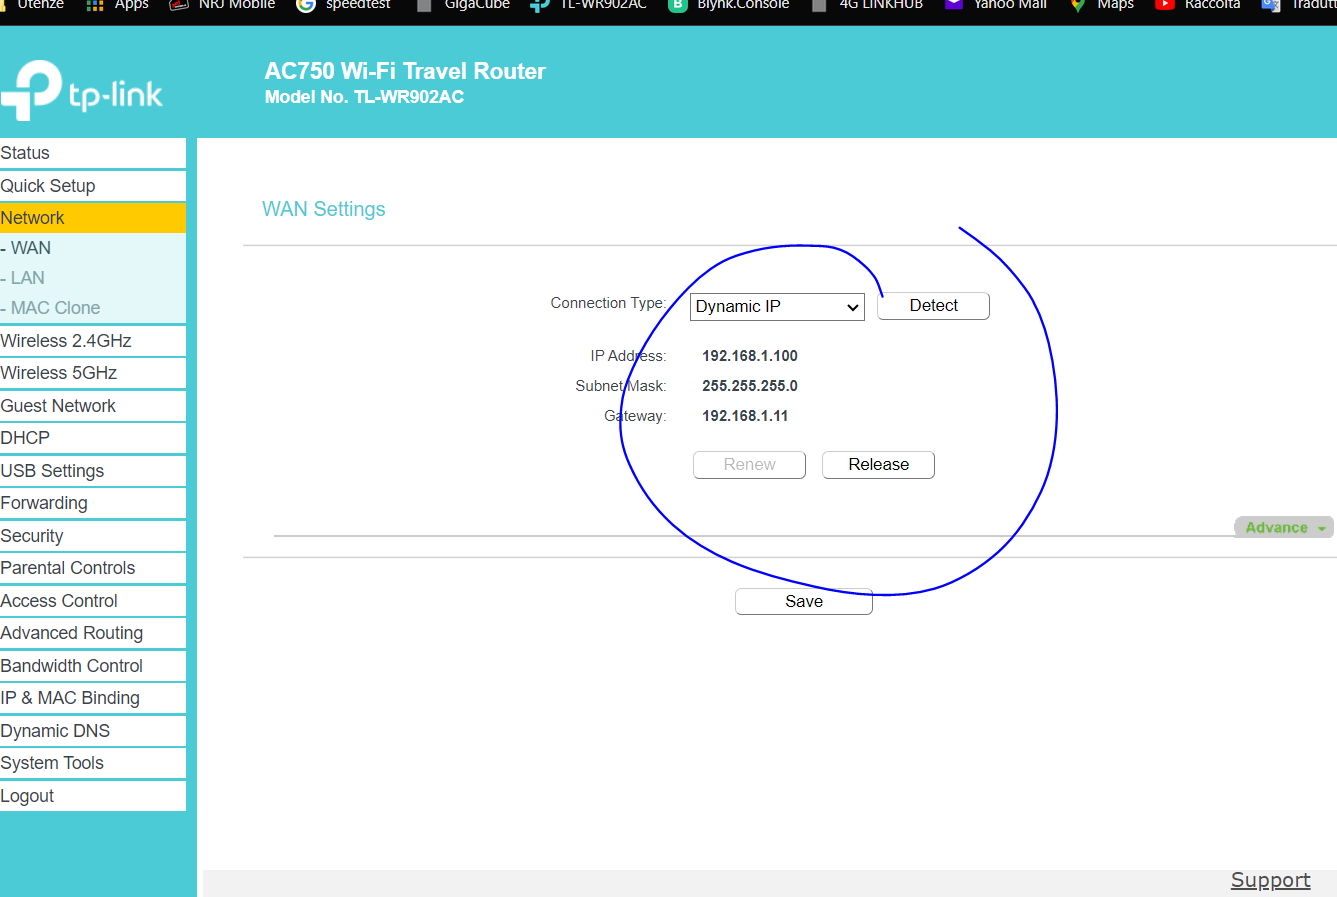 Utenze Apps NRJ Mobile speedtest GigaCube TL-WR902AC Blynk.Console 4G LINKHUB Yahoo Mail Maps Raccolta Tradutt
tp-link
AC750 Wi-Fi Travel Router
Model No. TL-WR902AC
Status
Quick Setup
Network
- WAN
- LAN
- MAC Clone
Wireless 2.4GHz
Wireless 5GHz
Guest Network
DHCP
USB Settings
Forwarding
Security
Parental Controls
Access Control
Advanced Routing
Bandwidth Control
IP & MAC Binding
Dynamic DNS
System Tools
Logout
WAN Settings
Connection Type: Dynamic IP Detect
IP Address: 192.168.1.100
Subnet Mask: 255.255.255.0
Gateway: 192.168.1.11
Renew Release
Advance
Save
Support